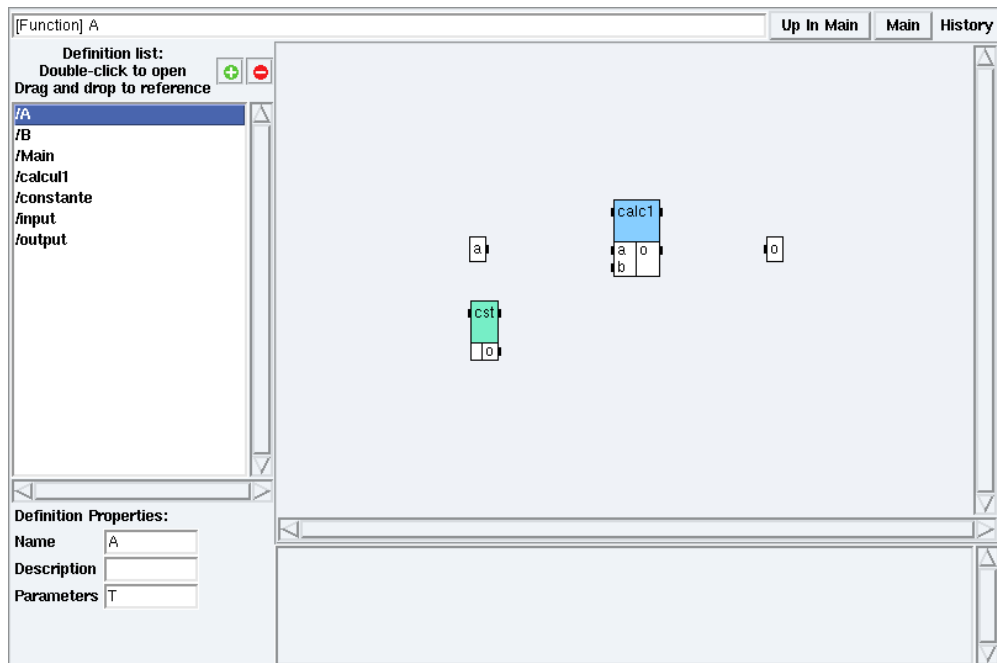 [Function] A
Up In Main
Main
History
Definition list:
Double-click to open
Drag and drop to reference
/A
/B
/Main
/calcul1
/constante
/input
/output
Definition Properties:
Name A
Description
Parameters T
calc1
a o
b
a
o
cst
o